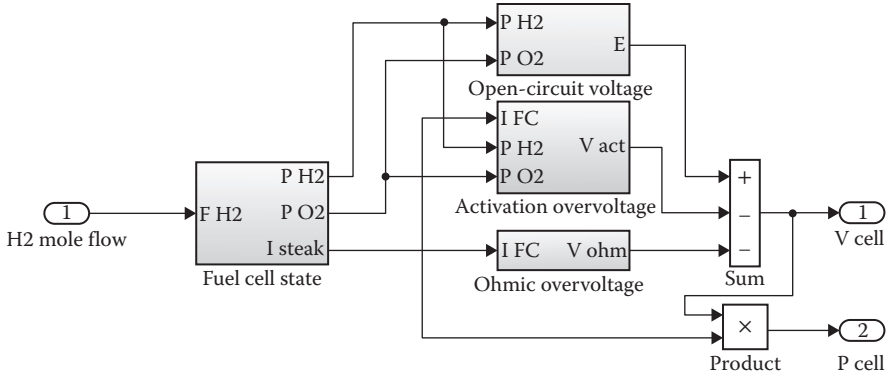 P H2
P O2
E
Open-circuit voltage
I FC
P H2
P O2
V act
Activation overvoltage
1
H2 mole flow
F H2
P H2
P O2
I steak
Fuel cell state
I FC
V ohm
Ohmic overvoltage
+
−
−
Sum
1
V cell
×
Product
2
P cell